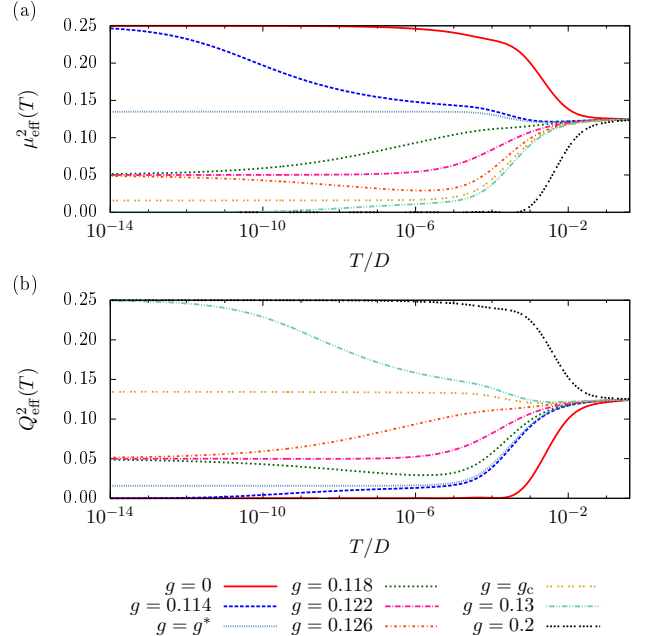 (a)
0.25
0.20
0.15
0.10
0.05
0.00
μ²eff(T)
10⁻¹⁴ 10⁻¹⁰ 10⁻⁶ 10⁻²
T/D
(b)
0.25
0.20
0.15
0.10
0.05
0.00
Q²eff(T)
10⁻¹⁴ 10⁻¹⁰ 10⁻⁶ 10⁻²
T/D
g = 0 g = 0.118 g = gc
g = 0.114 g = 0.122 g = 0.13
g = g* g = 0.126 g = 0.2